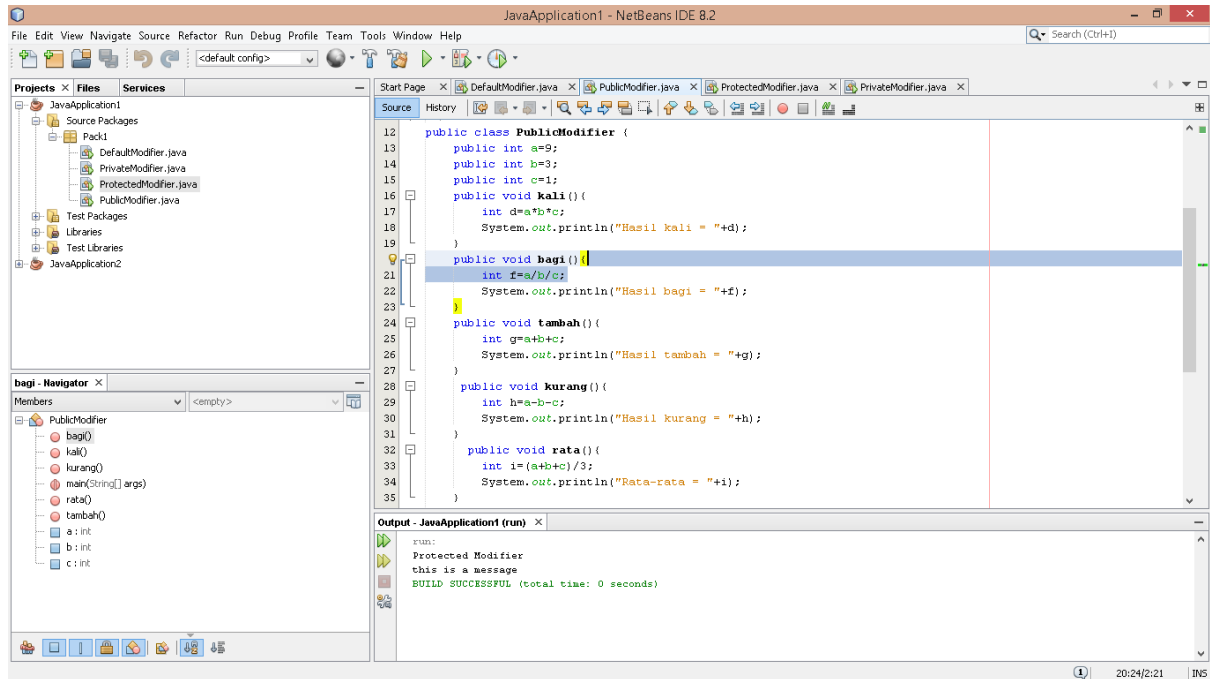 JavaApplication1 - NetBeans IDE 8.2
File Edit View Navigate Source Refactor Run Debug Profile Team Tools Window Help
Search (Ctrl+I)
<default config>
Projects Files Services
JavaApplication1
Source Packages
Pack1
DefaultModifier.java
PrivateModifier.java
ProtectedModifier.java
PublicModifier.java
Test Packages
Libraries
Test Libraries
JavaApplication2
bagi - Navigator
Members <empty>
PublicModifier
bagi()
kali()
kurang()
main(String[] args)
rata()
tambah()
a : int
b : int
c : int
Start Page DefaultModifier.java PublicModifier.java ProtectedModifier.java PrivateModifier.java
Source History
12 public class PublicModifier {
13 public int a=9;
14 public int b=3;
15 public int c=1;
16 public void kali(){
17 int d=a*b*c;
18 System.out.println("Hasil kali = "+d);
19 }
public void bagi(){
21 int f=a/b/c;
22 System.out.println("Hasil bagi = "+f);
23 }
24 public void tambah(){
25 int g=a+b+c;
26 System.out.println("Hasil tambah = "+g);
27 }
28 public void kurang(){
29 int h=a-b-c;
30 System.out.println("Hasil kurang = "+h);
31 }
32 public void rata(){
33 int i=(a+b+c)/3;
34 System.out.println("Rata-rata = "+i);
35 }
Output - JavaApplication1 (run)
run:
Protected Modifier
this is a message
BUILD SUCCESSFUL (total time: 0 seconds)
1 20:24/2:21 INS